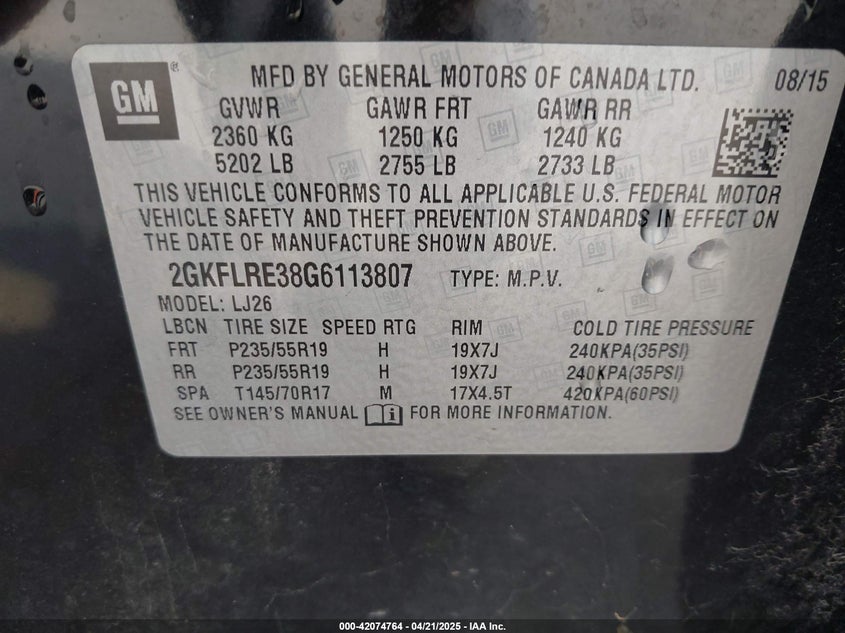 GM ® MFD BY GENERAL MOTORS OF CANADA LTD. 08/15
GVWR GAWR FRT GAWR RR
2360 KG 1250 KG 1240 KG
5202 LB 2755 LB 2733 LB
THIS VEHICLE CONFORMS TO ALL APPLICABLE U.S. FEDERAL MOTOR
VEHICLE SAFETY AND THEFT PREVENTION STANDARDS IN EFFECT ON
THE DATE OF MANUFACTURE SHOWN ABOVE.
2GKFLRE38G6113807 TYPE: M.P.V.
MODEL: LJ26
LBCN TIRE SIZE SPEED RTG RIM COLD TIRE PRESSURE
FRT P235/55R19 H 19X7J 240KPA(35PSI)
RR P235/55R19 H 19X7J 240KPA(35PSI)
SPA T145/70R17 M 17X4.5T 420KPA(60PSI)
SEE OWNER'S MANUAL FOR MORE INFORMATION.
000-42074764 - 04/21/2025 - IAA Inc.